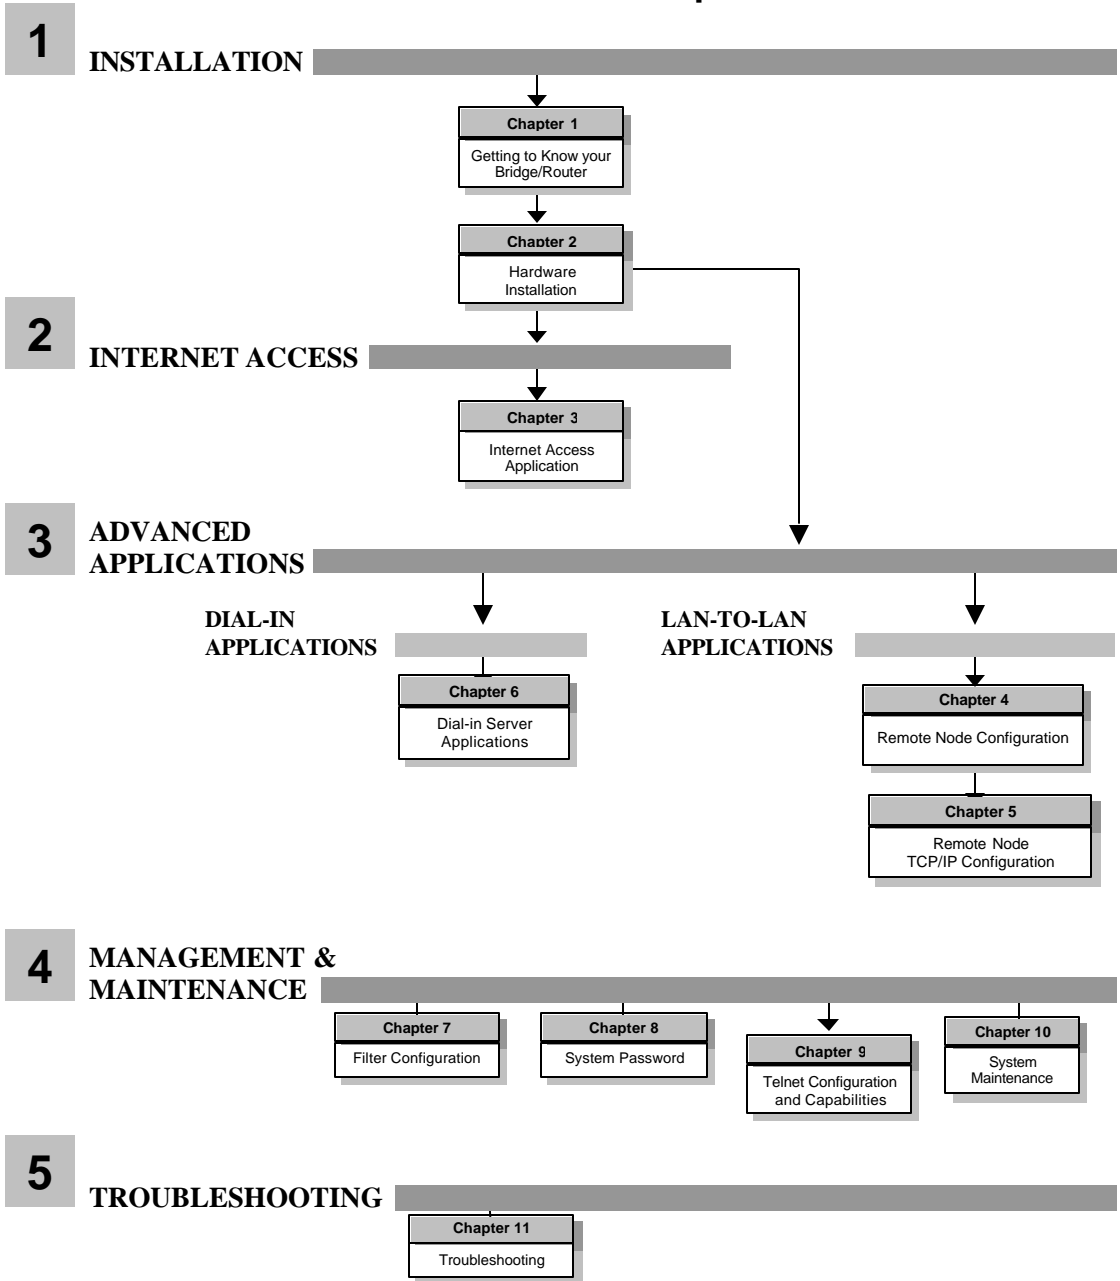 1
INSTALLATION
Chapter 1
Getting to Know your
Bridge/Router
Chapter 2
Hardware
Installation
2
INTERNET ACCESS
Chapter 3
Internet Access
Application
3
ADVANCED
APPLICATIONS
DIAL-IN
APPLICATIONS
Chapter 6
Dial-in Server
Applications
LAN-TO-LAN
APPLICATIONS
Chapter 4
Remote Node Configuration
Chapter 5
Remote Node
TCP/IP Configuration
4
MANAGEMENT &
MAINTENANCE
Chapter 7
Filter Configuration
Chapter 8
System Password
Chapter 9
Telnet Configuration
and Capabilities
Chapter 10
System
Maintenance
5
TROUBLESHOOTING
Chapter 11
Troubleshooting